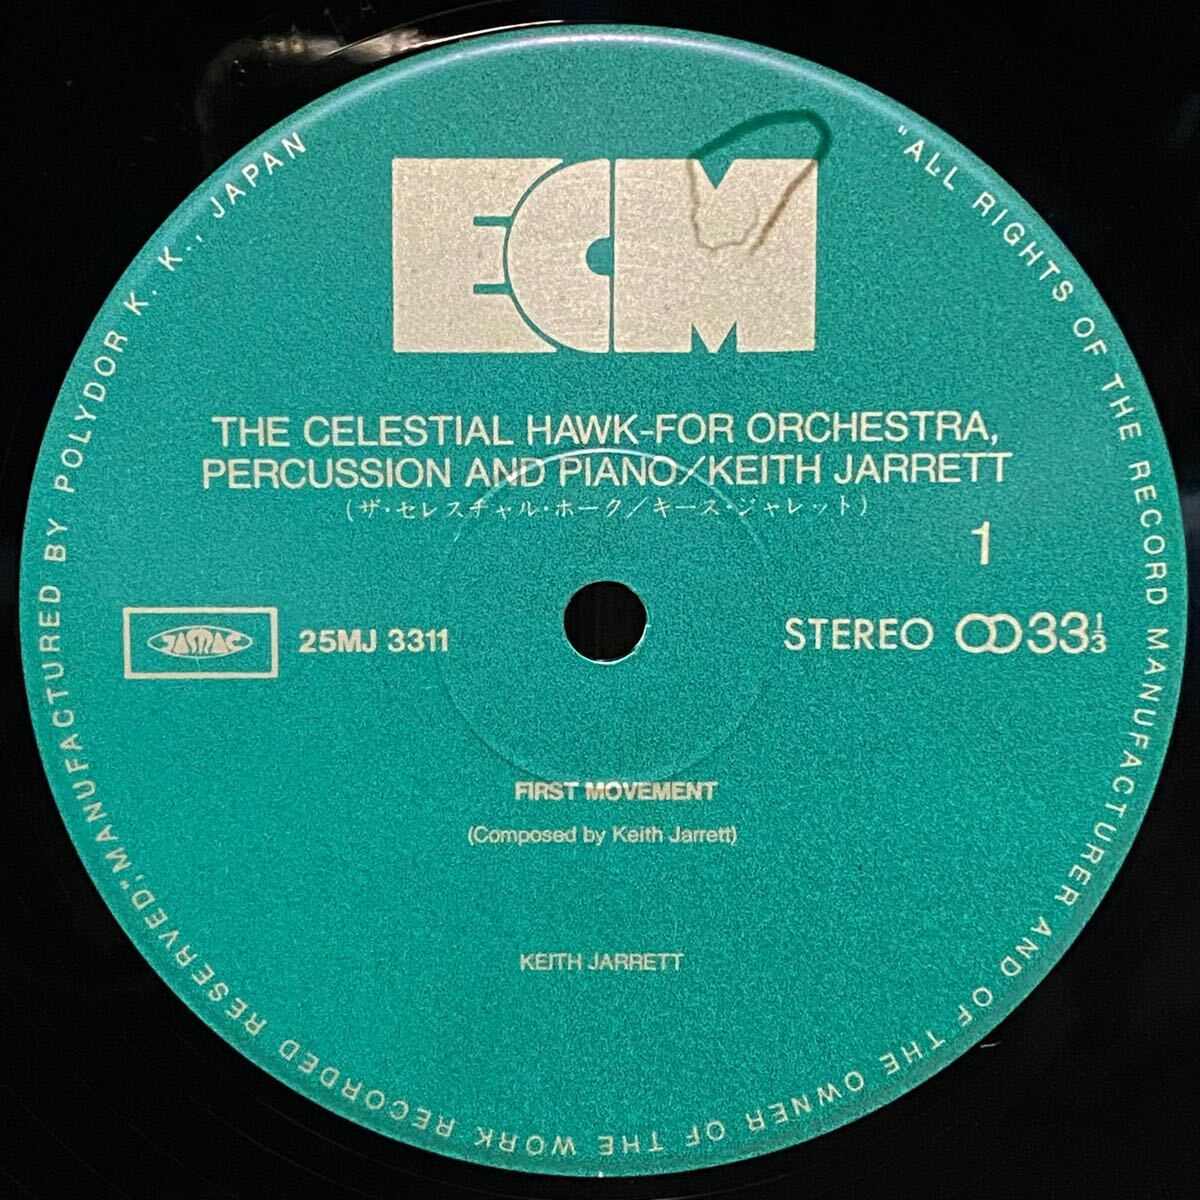 ECM
THE CELESTIAL HAWK-FOR ORCHESTRA,
PERCUSSION AND PIANO/KEITH JARRETT
(ザ・セレスチャル・ホーク/キース・ジャレット)
1
JASRAC
25MJ 3311
STEREO 33 1/3
FIRST MOVEMENT
(Composed by Keith Jarrett)
KEITH JARRETT
"ALL RIGHTS OF THE RECORD MANUFACTURER AND OF THE OWNER OF THE WORK RECORDED RESERVED," MANUFACTURED BY POLYDOR K. K., JAPAN